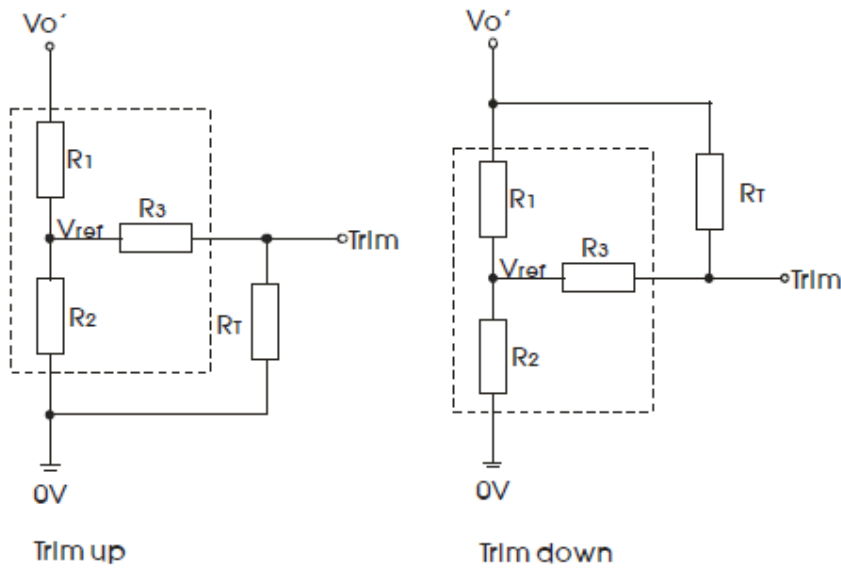 Vo'
R1
R3
Vref
Trim
R2
RT
0V
Trim up
Vo'
R1
RT
R3
Vref
Trim
R2
0V
Trim down